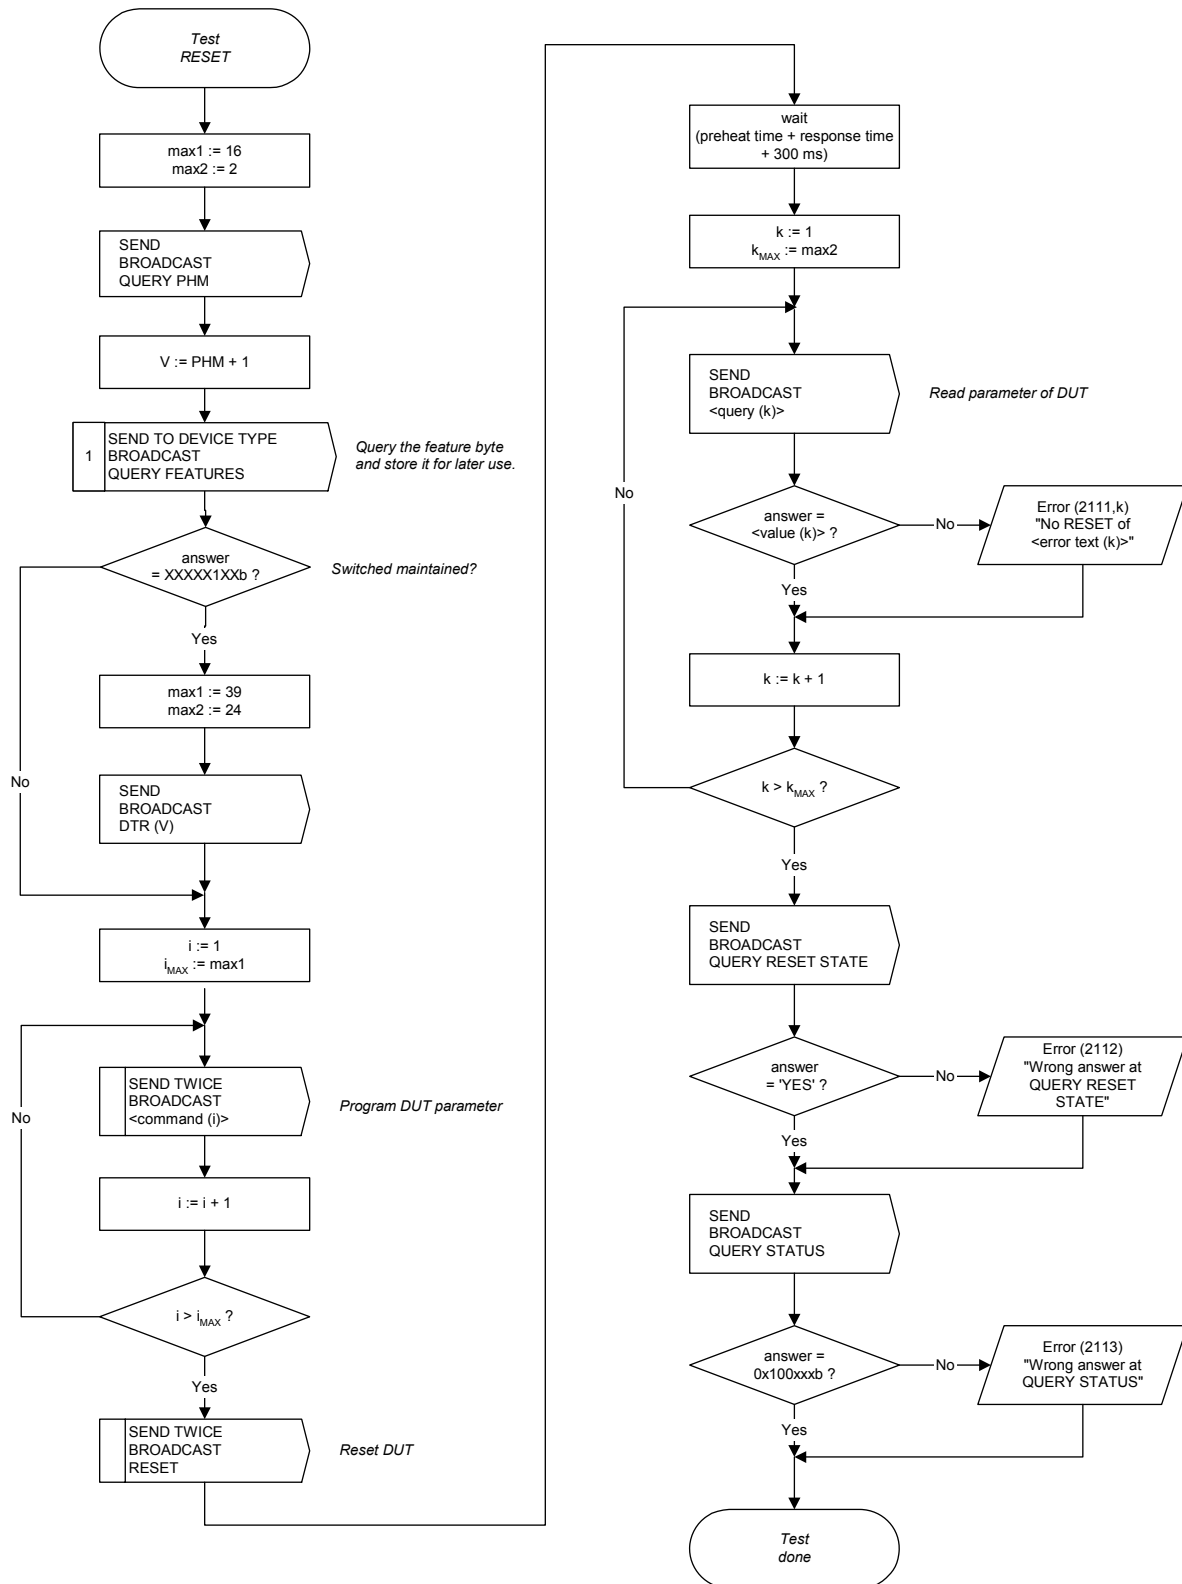 Test
RESET
max1 := 16
max2 := 2
SEND
BROADCAST
QUERY PHM
V := PHM + 1
1
SEND TO DEVICE TYPE
BROADCAST
QUERY FEATURES
Query the feature byte
and store it for later use.
answer
= XXXXX1XXb ?
Switched maintained?
Yes
No
max1 := 39
max2 := 24
SEND
BROADCAST
DTR (V)
i := 1
iMAX := max1
SEND TWICE
BROADCAST
<command (i)>
Program DUT parameter
No
i := i + 1
i > iMAX ?
Yes
SEND TWICE
BROADCAST
RESET
Reset DUT
wait
(preheat time + response time
+ 300 ms)
k := 1
kMAX := max2
SEND
BROADCAST
<query (k)>
Read parameter of DUT
No
answer =
<value (k)> ?
No
Error (2111,k)
"No RESET of
<error text (k)>"
Yes
k := k + 1
k > kMAX ?
Yes
SEND
BROADCAST
QUERY RESET STATE
answer
= 'YES' ?
No
Error (2112)
"Wrong answer at
QUERY RESET
STATE"
Yes
SEND
BROADCAST
QUERY STATUS
answer =
0x100xxxb ?
No
Error (2113)
"Wrong answer at
QUERY STATUS"
Yes
Test
done